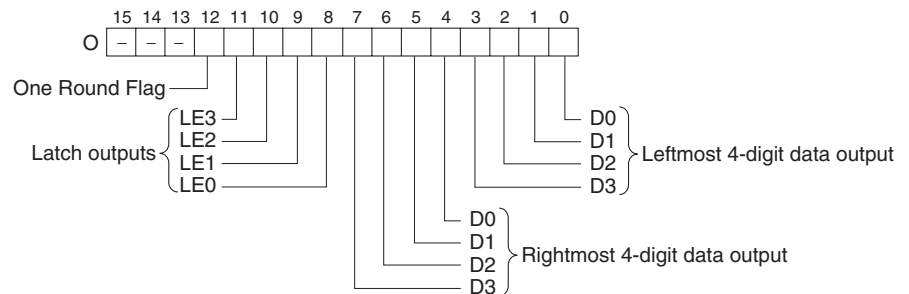 15 14 13 12 11 10 9 8 7 6 5 4 3 2 1 0
O – – –
One Round Flag
Latch outputs
LE3
LE2
LE1
LE0
D0
D1
D2
D3
Leftmost 4-digit data output
D0
D1
D2
D3
Rightmost 4-digit data output